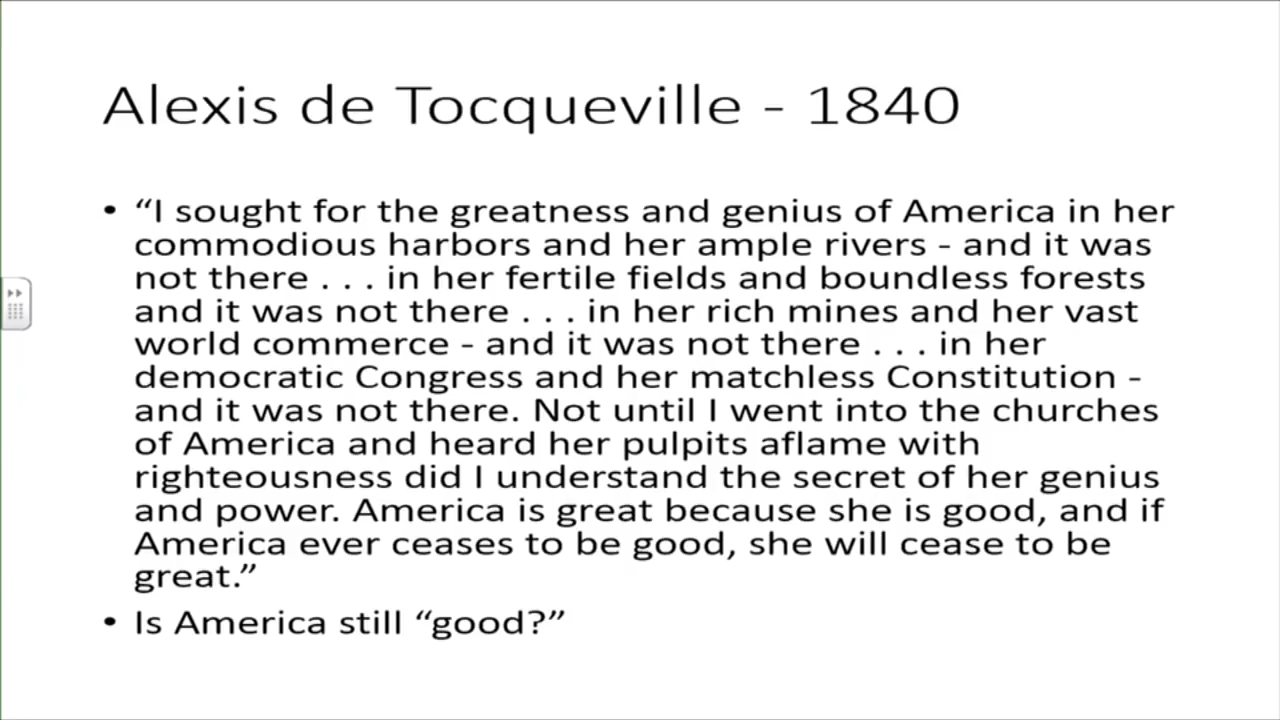 Alexis de Tocqueville - 1840
• “I sought for the greatness and genius of America in her
commodious harbors and her ample rivers - and it was
not there . . . in her fertile fields and boundless forests
and it was not there . . . in her rich mines and her vast
world commerce - and it was not there . . . in her
democratic Congress and her matchless Constitution -
and it was not there. Not until I went into the churches
of America and heard her pulpits aflame with
righteousness did I understand the secret of her genius
and power. America is great because she is good, and if
America ever ceases to be good, she will cease to be
great.”
• Is America still “good?”